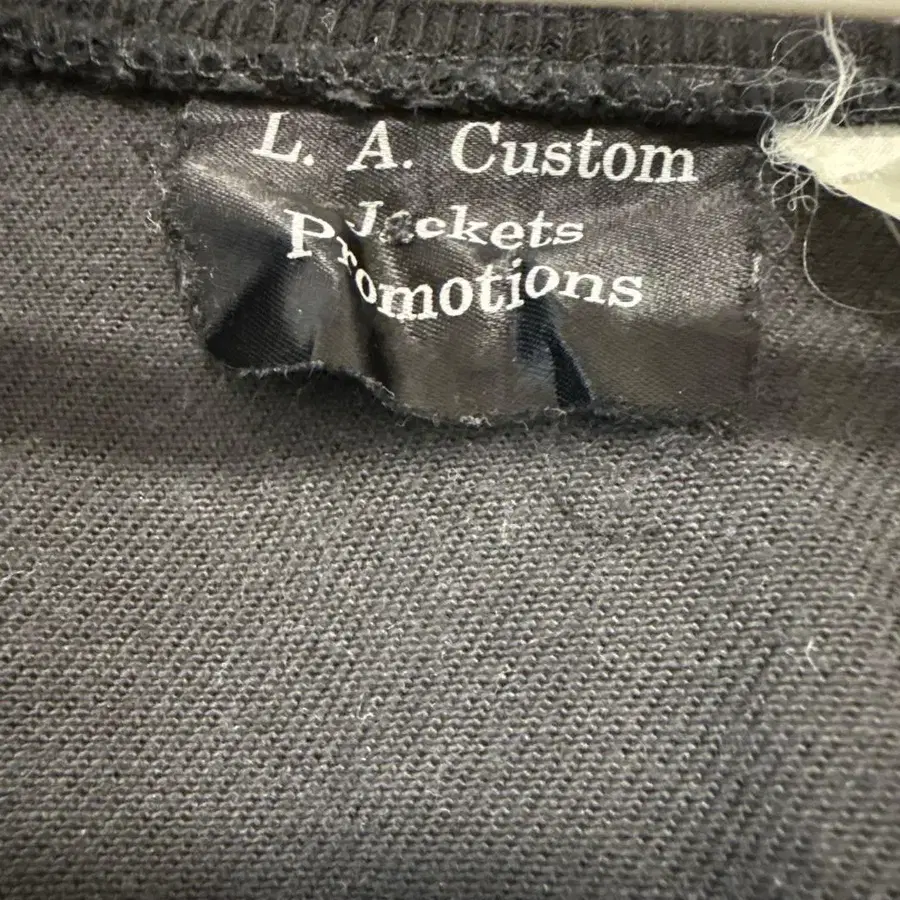 L. A. Custom
Jackets
Promotions